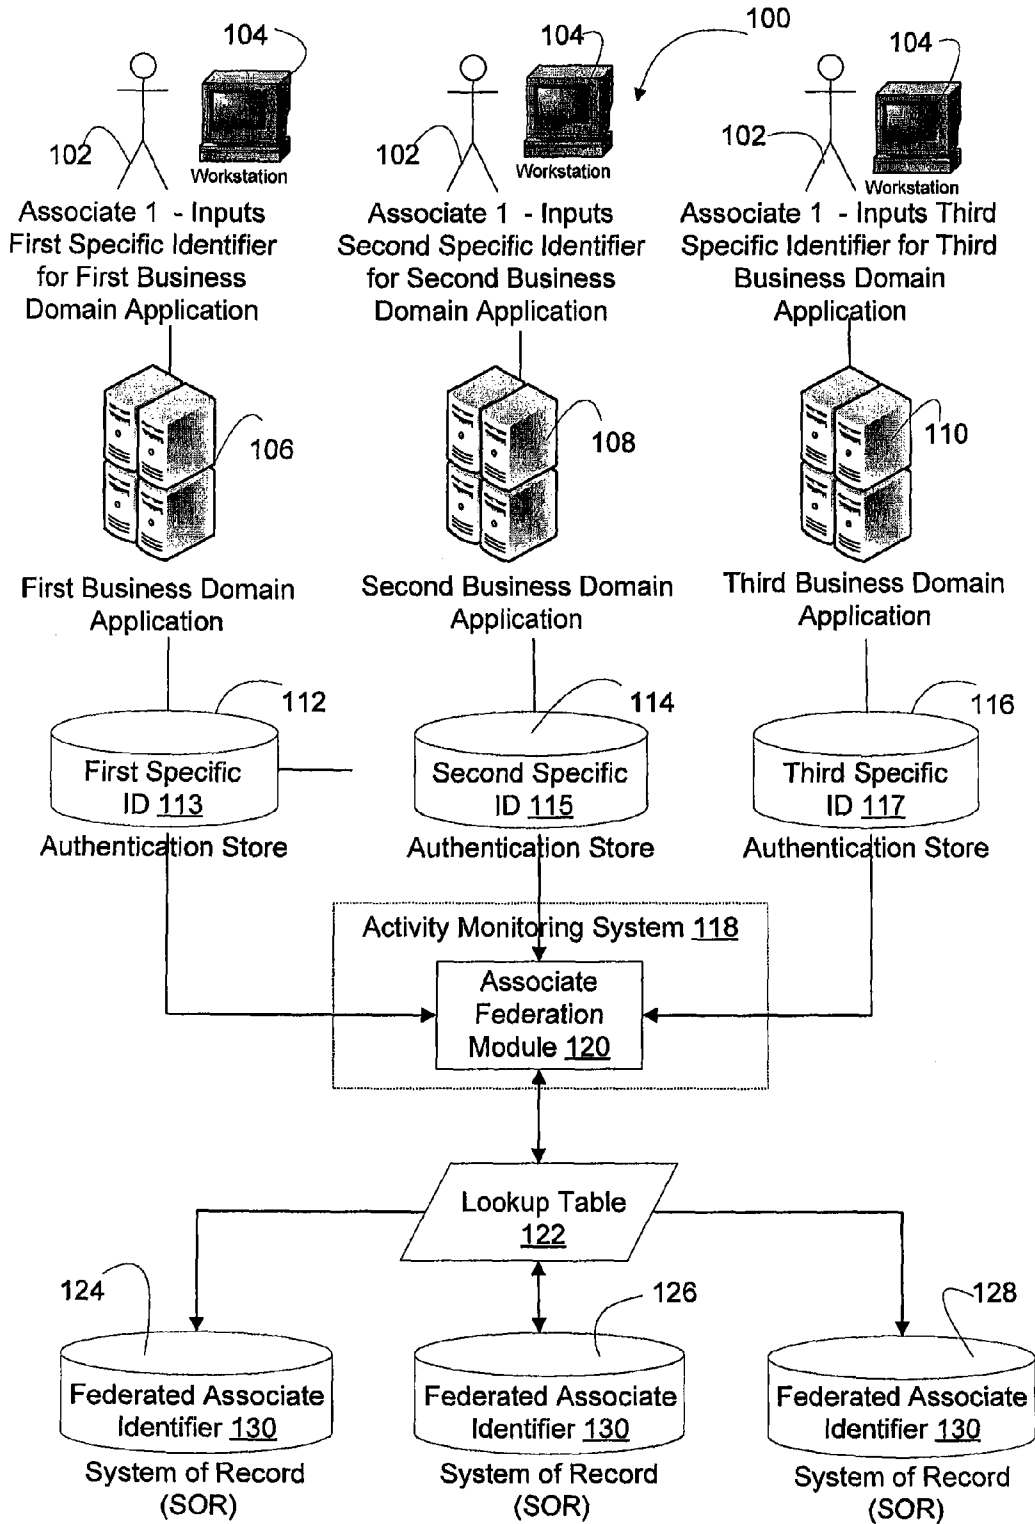 104
104
100
104
102
102
102
Workstation
Workstation
Workstation
Associate 1 - Inputs
First Specific Identifier
for First Business
Domain Application
Associate 1 - Inputs
Second Specific Identifier
for Second Business
Domain Application
Associate 1 - Inputs Third
Specific Identifier for Third
Business Domain
Application
106
108
110
First Business Domain
Application
Second Business Domain
Application
Third Business Domain
Application
112
114
116
First Specific
ID 113
Second Specific
ID 115
Third Specific
ID 117
Authentication Store
Authentication Store
Authentication Store
Activity Monitoring System 118
Associate
Federation
Module 120
Lookup Table
122
124
126
128
Federated Associate
Identifier 130
Federated Associate
Identifier 130
Federated Associate
Identifier 130
System of Record
(SOR)
System of Record
(SOR)
System of Record
(SOR)